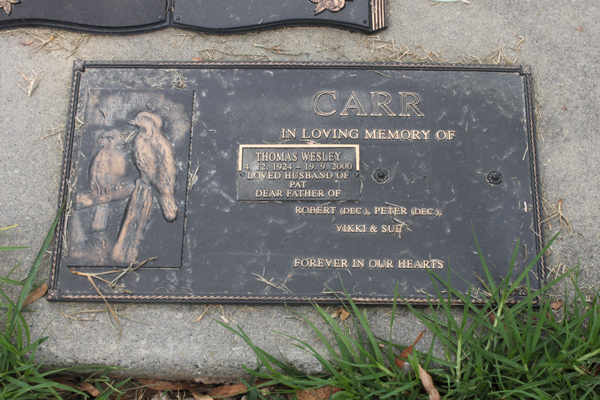 CARR
IN LOVING MEMORY OF
THOMAS WESLEY
4. 12. 1924 – 19. 9. 2000
LOVED HUSBAND OF
PAT
DEAR FATHER OF
ROBERT (DEC.), PETER (DEC.),
VIKKI & SUE
FOREVER IN OUR HEARTS